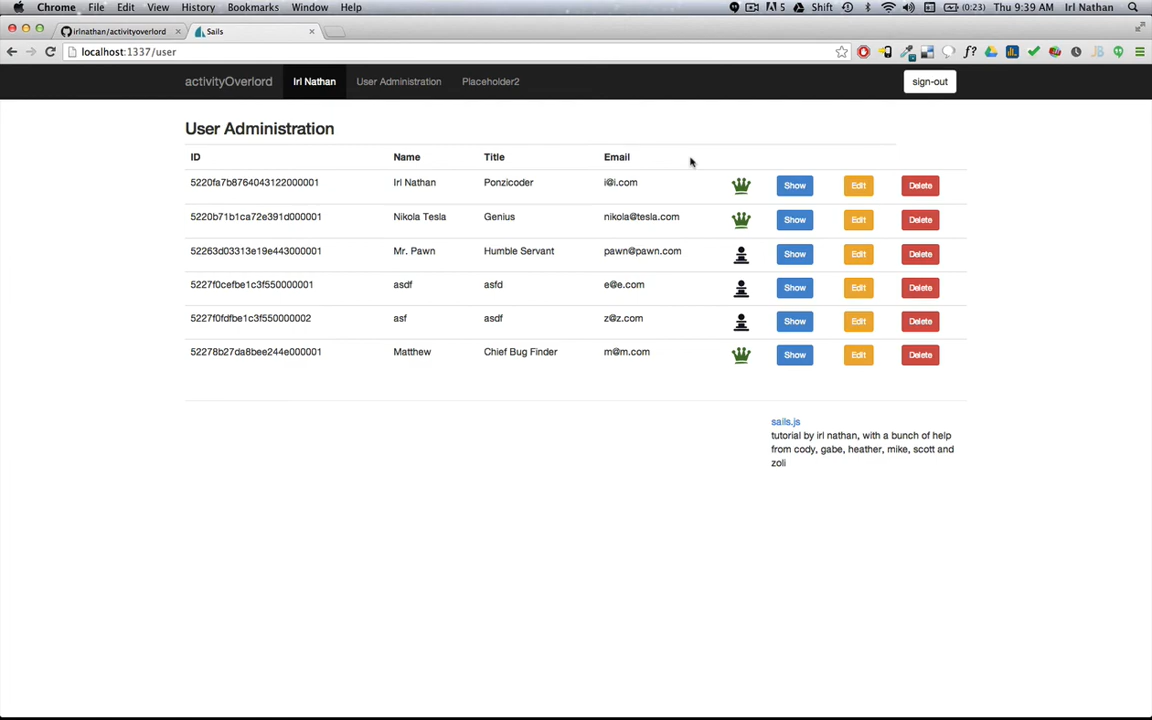 Chrome File Edit View History Bookmarks Window Help 5 Shift (0:23) Thu 9:39 AM Irl Nathan
irlnathan/activityoverlord Sails
localhost:1337/user
activityOverlord Irl Nathan User Administration Placeholder2 sign-out
User Administration
ID Name Title Email
5220fa7b8764043122000001 Irl Nathan Ponzicoder i@i.com Show Edit Delete
5220b71b1ca72e391d000001 Nikola Tesla Genius nikola@tesla.com Show Edit Delete
52263d03313e19e443000001 Mr. Pawn Humble Servant pawn@pawn.com Show Edit Delete
5227f0cefbe1c3f550000001 asdf asfd e@e.com Show Edit Delete
5227f0fdfbe1c3f550000002 asf asdf z@z.com Show Edit Delete
52278b27da8bee244e000001 Matthew Chief Bug Finder m@m.com Show Edit Delete
sails.js
tutorial by irl nathan, with a bunch of help
from cody, gabe, heather, mike, scott and
zoli